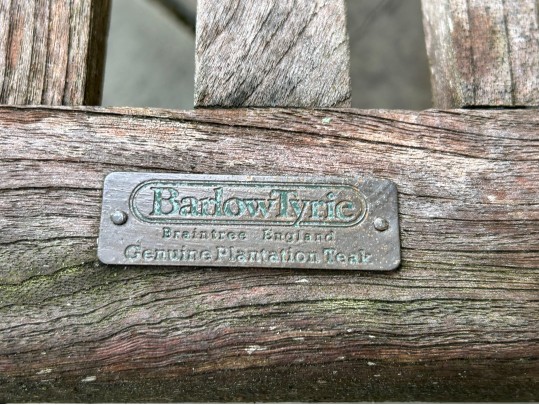 BarlowTyrie
Braintree England
Genuine Plantation Teak